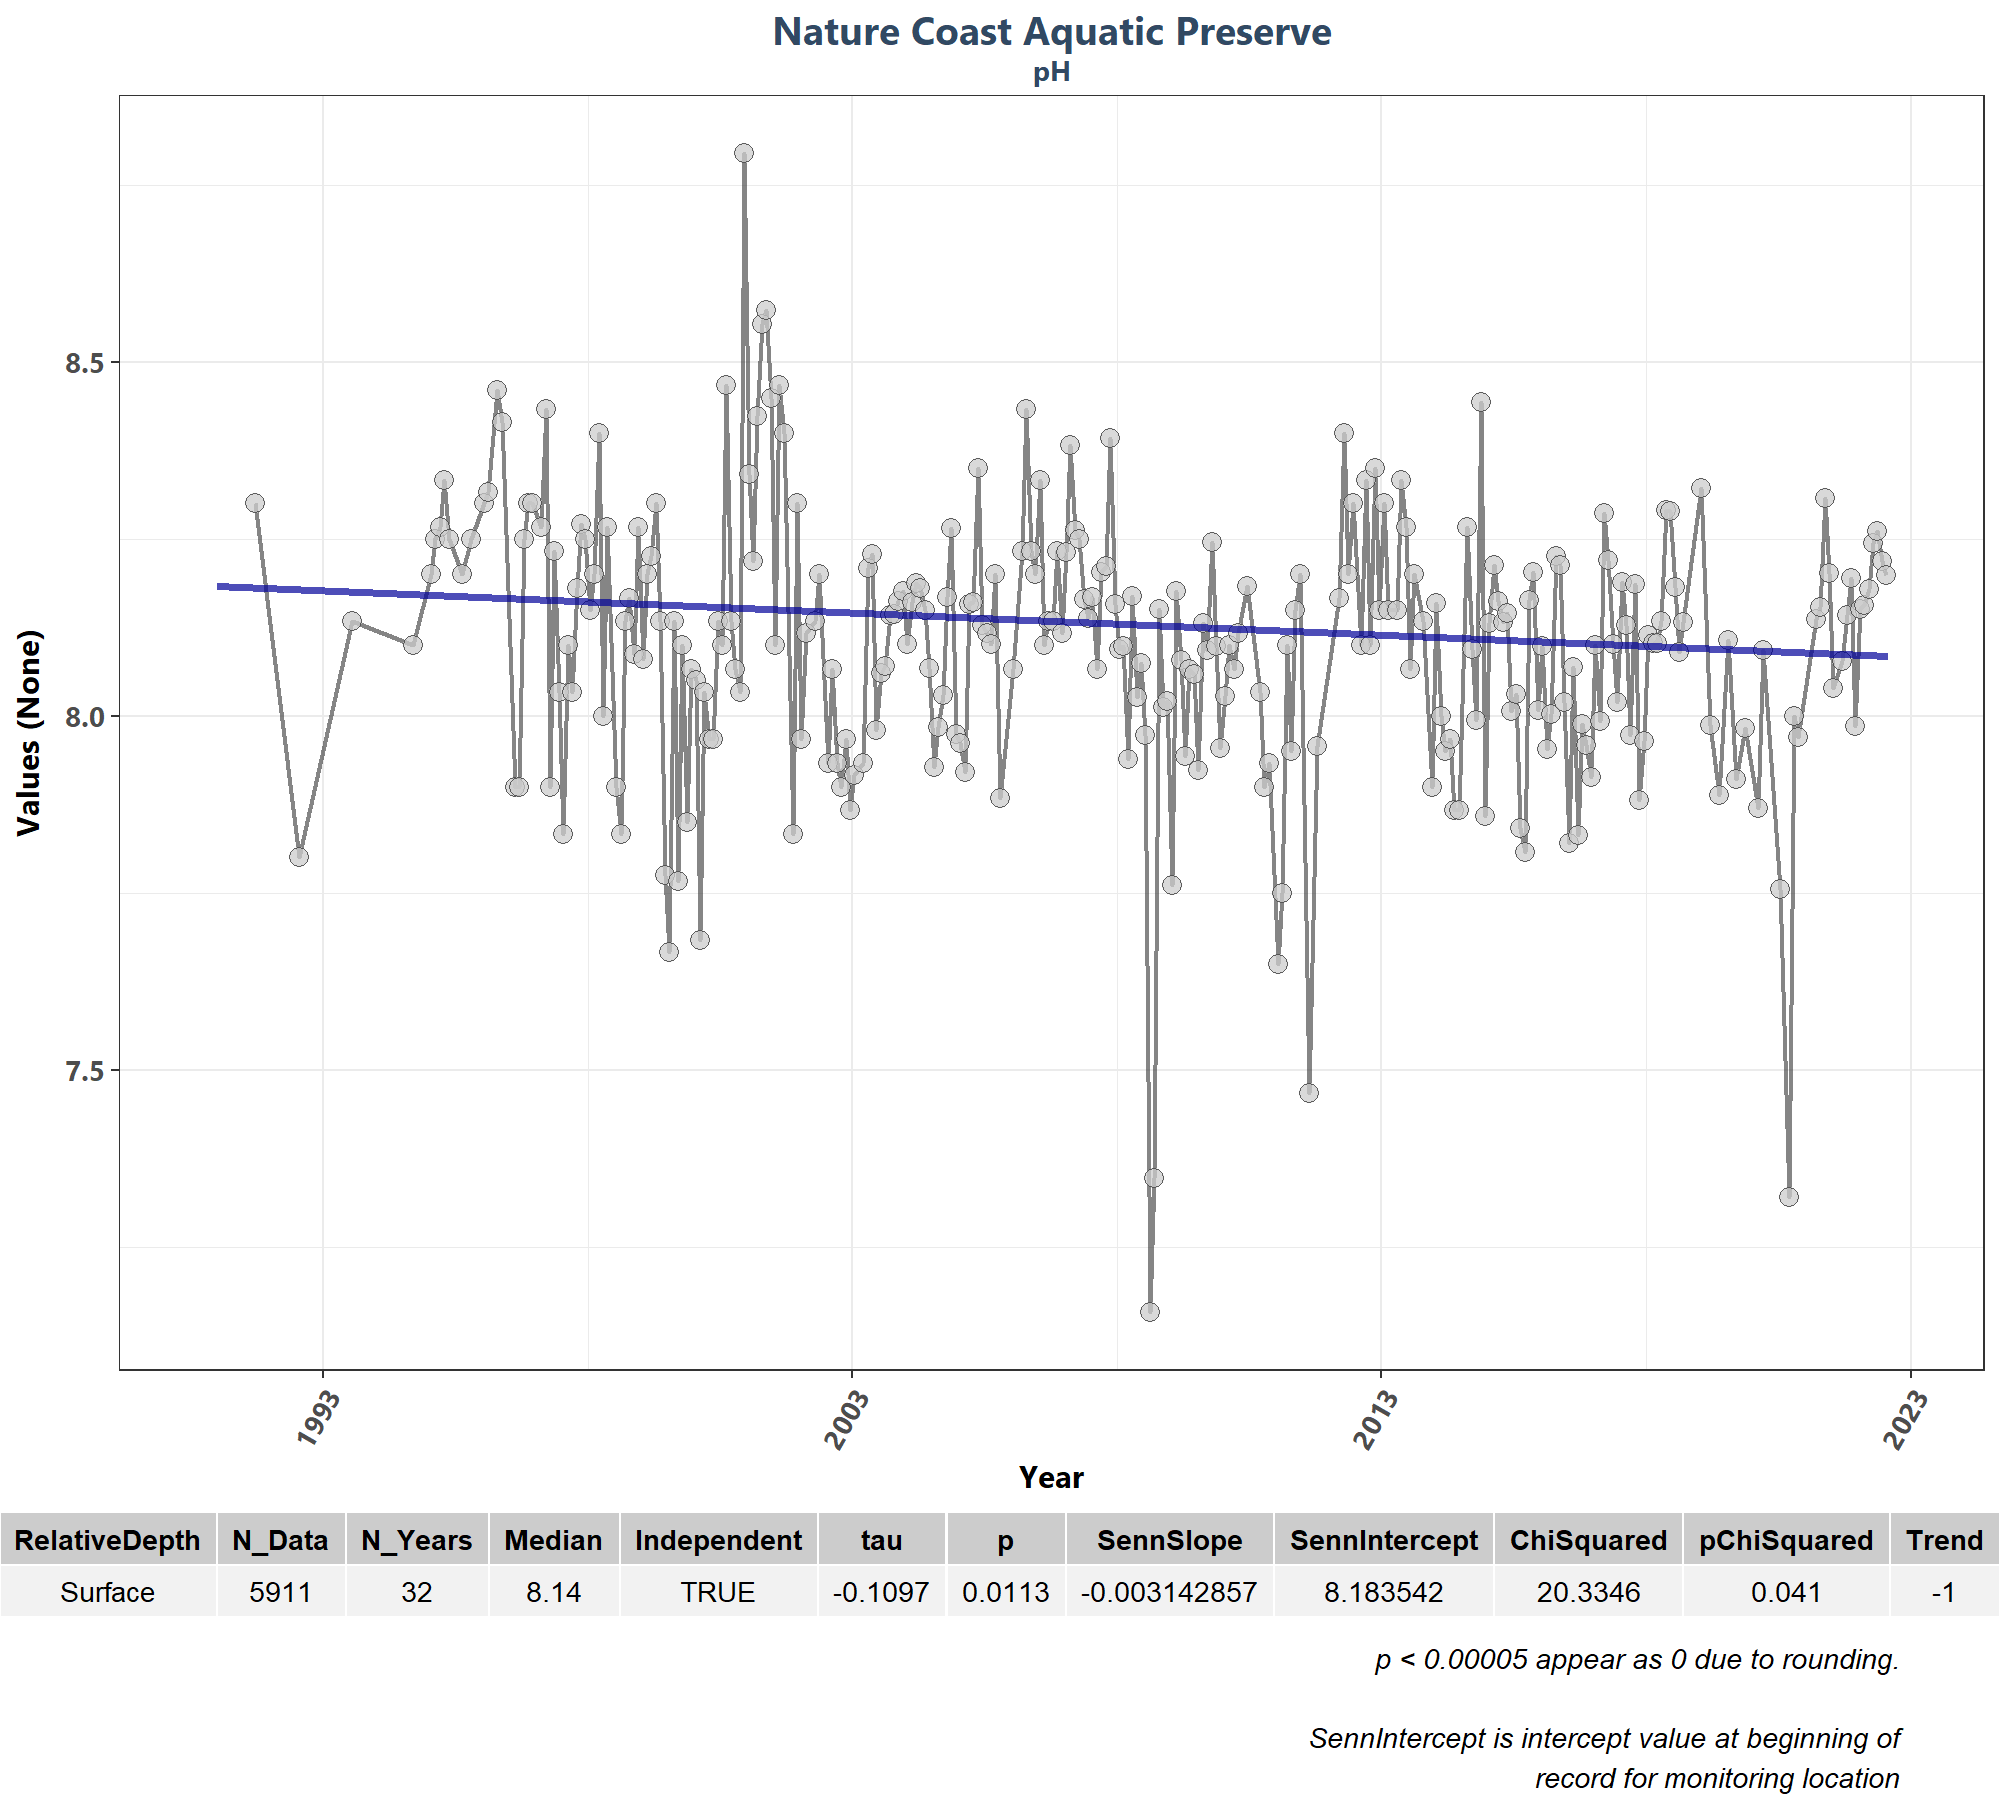 Nature Coast Aquatic Preserve
pH
Values (None)
8.5
8.0
7.5
1993 2003 2013 2023
Year
RelativeDepth N_Data N_Years Median Independent tau p SennSlope SennIntercept ChiSquared pChiSquared Trend
Surface 5911 32 8.14 TRUE -0.1097 0.0113 -0.003142857 8.183542 20.3346 0.041 -1
p < 0.00005 appear as 0 due to rounding.
SennIntercept is intercept value at beginning of
record for monitoring location